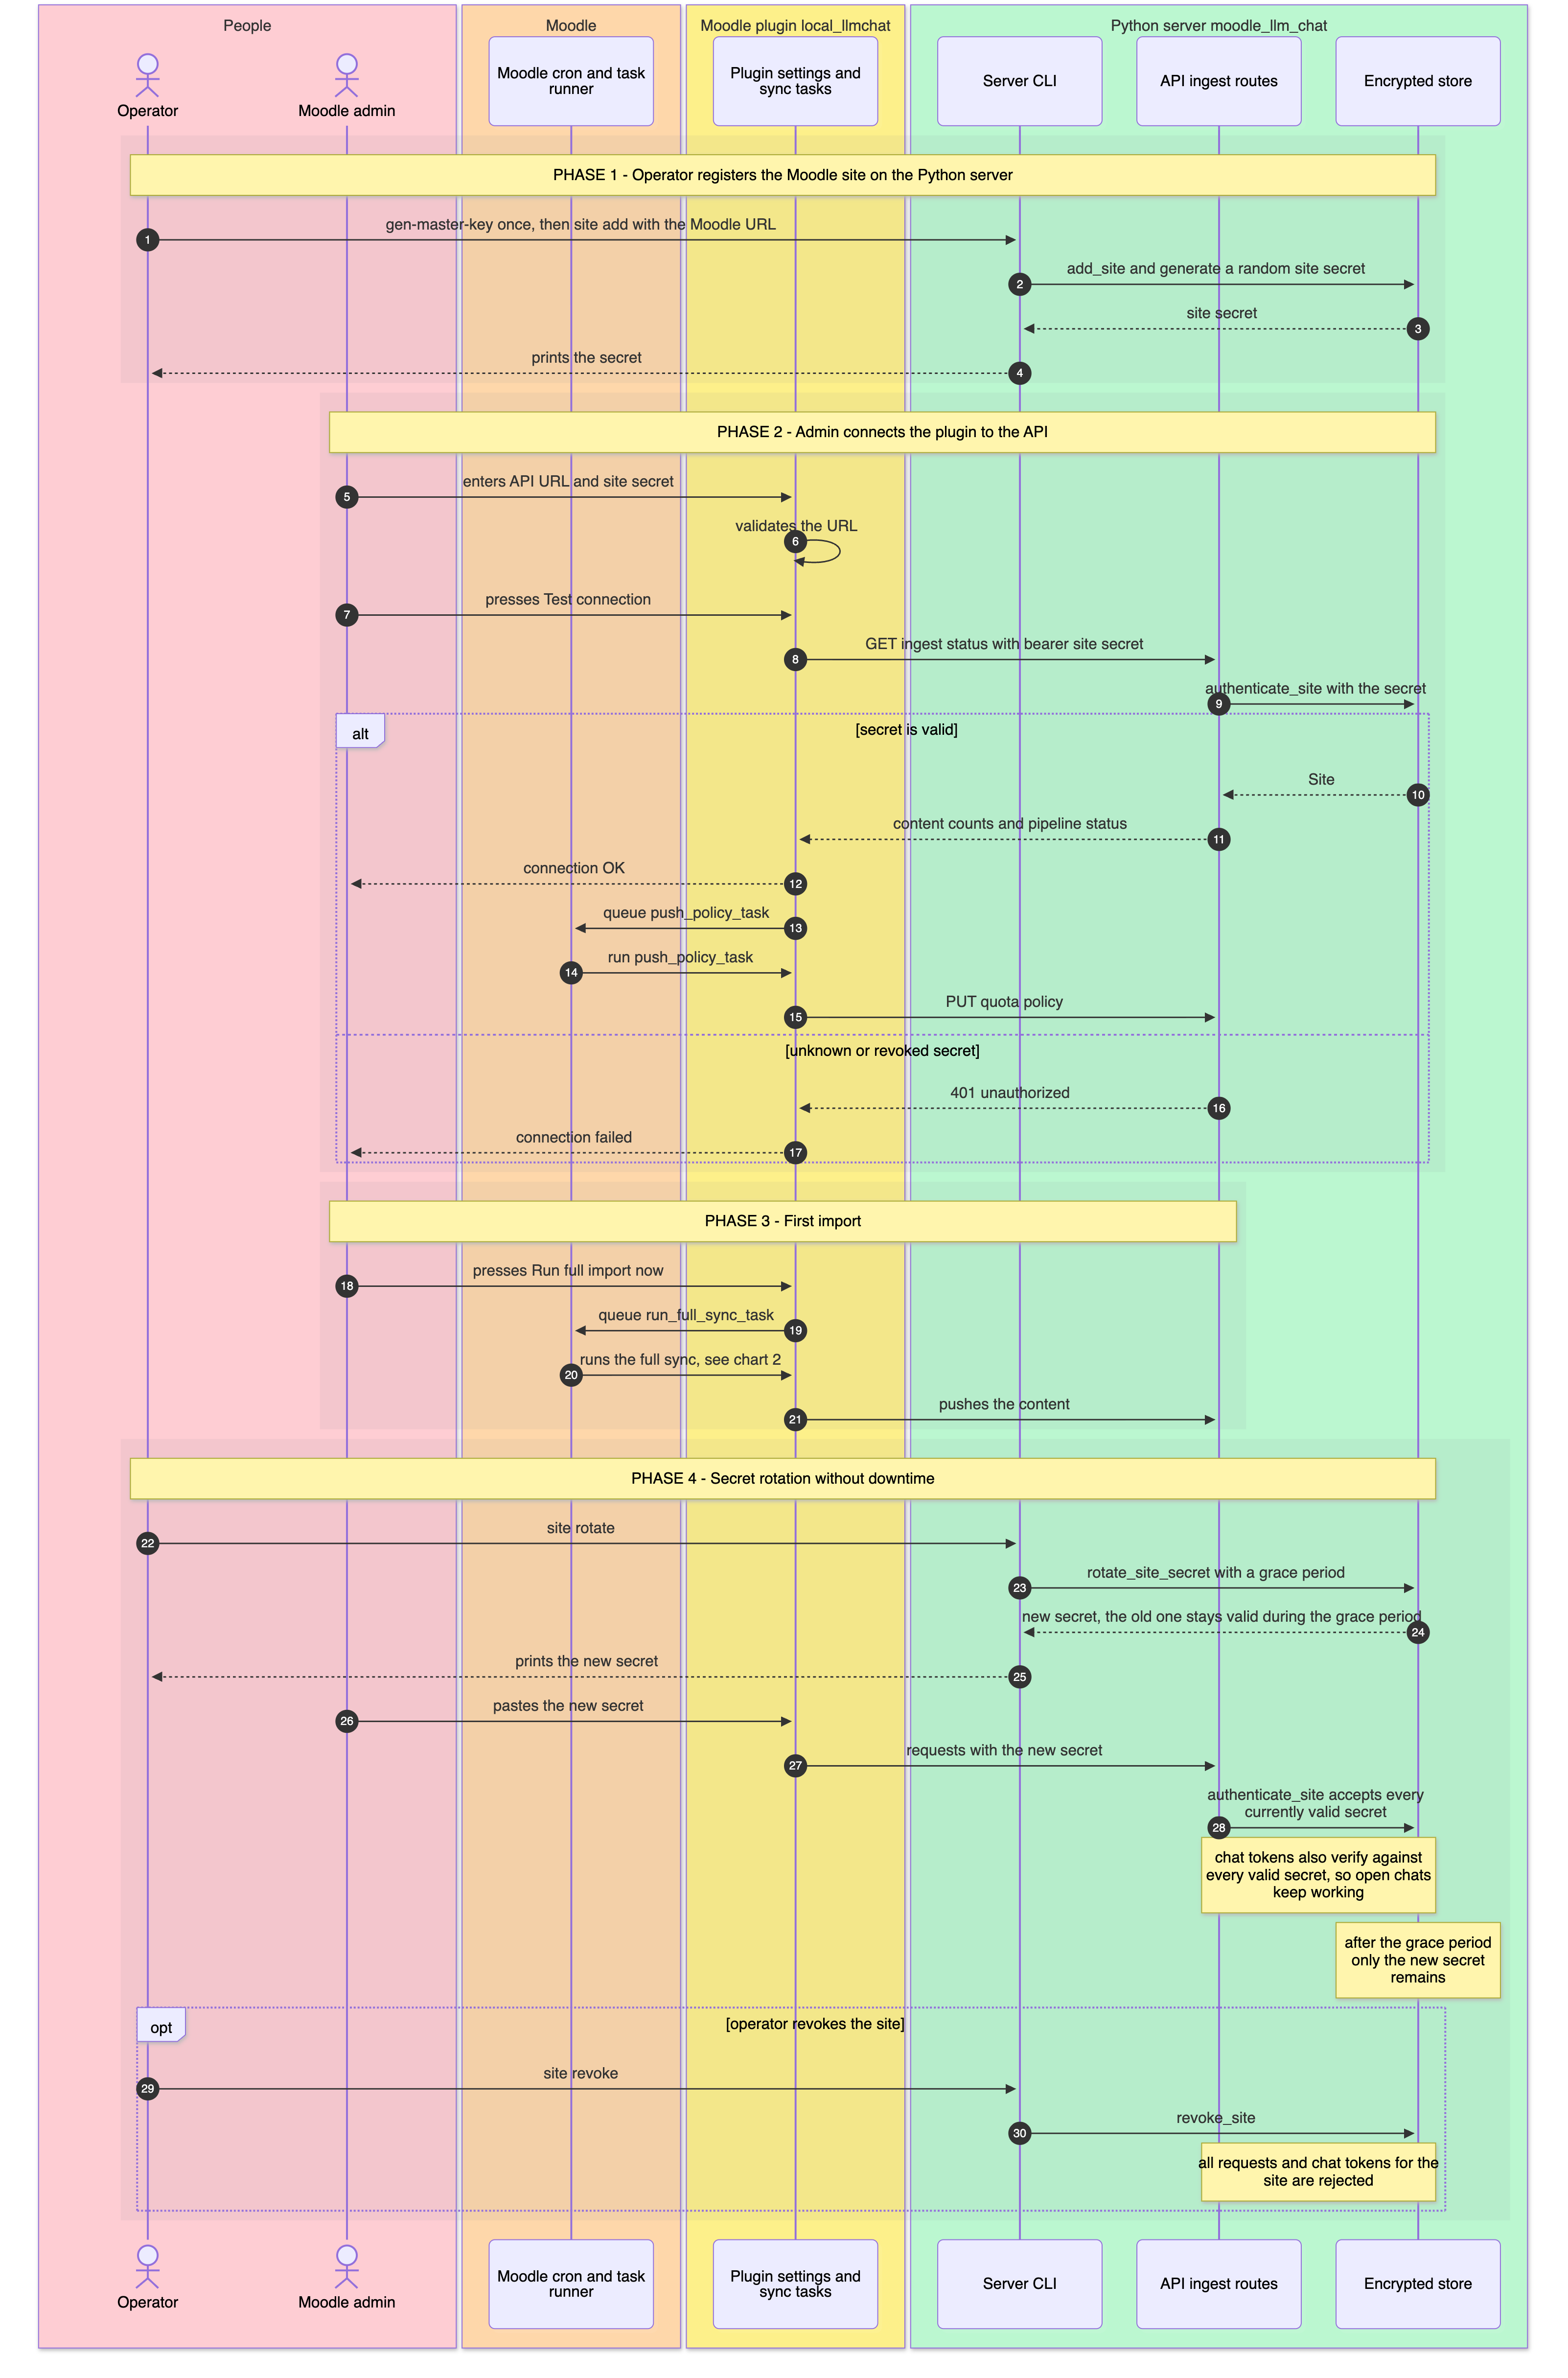 People
Moodle
Moodle plugin local_llmchat
Python server moodle_llm_chat
Operator
Moodle admin
Moodle cron and task
runner
Plugin settings and
sync tasks
Server CLI
API ingest routes
Encrypted store
PHASE 1 - Operator registers the Moodle site on the Python server
gen-master-key once, then site add with the Moodle URL
1
add_site and generate a random site secret
2
site secret
3
prints the secret
4
PHASE 2 - Admin connects the plugin to the API
enters API URL and site secret
5
validates the URL
6
presses Test connection
7
GET ingest status with bearer site secret
8
authenticate_site with the secret
9
alt
[secret is valid]
Site
10
content counts and pipeline status
11
connection OK
12
queue push_policy_task
13
run push_policy_task
14
PUT quota policy
15
[unknown or revoked secret]
401 unauthorized
16
connection failed
17
PHASE 3 - First import
presses Run full import now
18
queue run_full_sync_task
19
runs the full sync, see chart 2
20
pushes the content
21
PHASE 4 - Secret rotation without downtime
site rotate
22
rotate_site_secret with a grace period
23
new secret, the old one stays valid during the grace period
24
prints the new secret
25
pastes the new secret
26
requests with the new secret
27
authenticate_site accepts every
currently valid secret
28
chat tokens also verify against
every valid secret, so open chats
keep working
after the grace period
only the new secret
remains
opt
[operator revokes the site]
site revoke
29
revoke_site
30
all requests and chat tokens for the
site are rejected
Operator
Moodle admin
Moodle cron and task
runner
Plugin settings and
sync tasks
Server CLI
API ingest routes
Encrypted store